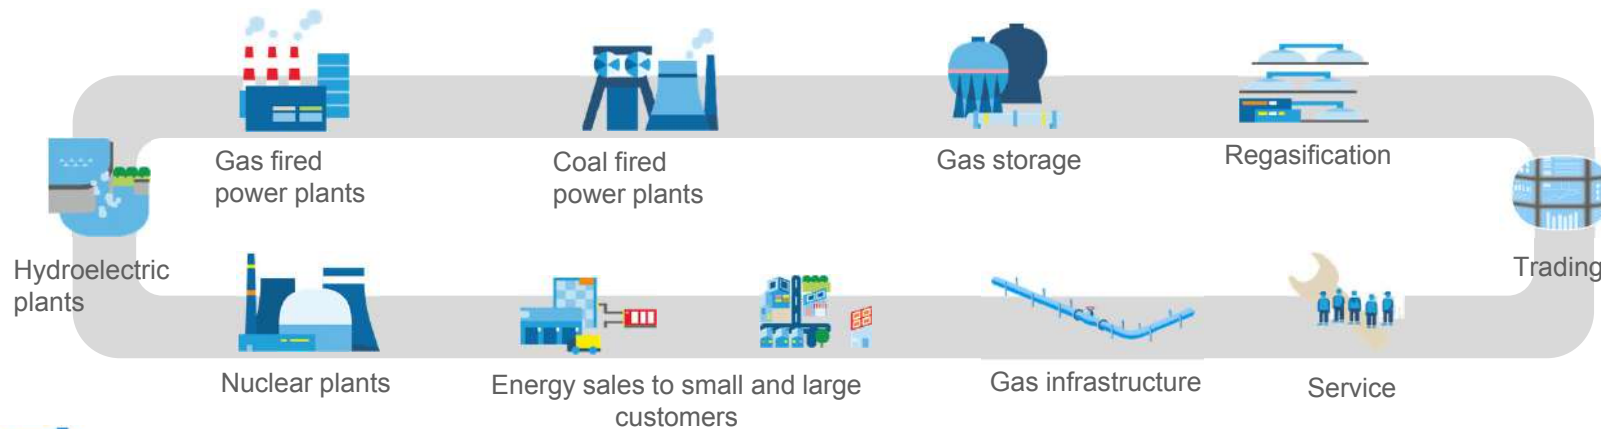 Gas fired
power plants
Coal fired
power plants
Gas storage
Regasification
Hydroelectric
plants
Trading
Nuclear plants
Energy sales to small and large
customers
Gas infrastructure
Service